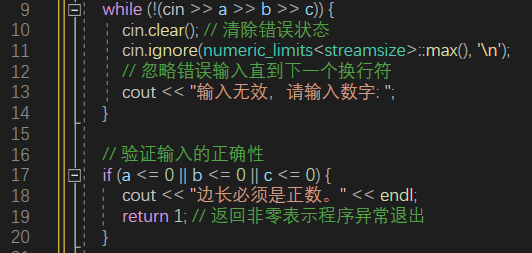 9 while (!(cin >> a >> b >> c)) {
10 cin.clear(); // 清除错误状态
11 cin.ignore(numeric_limits<streamsize>::max(), '\n');
12 // 忽略错误输入直到下一个换行符
13 cout << "输入无效，请输入数字: ";
14 }
15
16 // 验证输入的正确性
17 if (a <= 0 || b <= 0 || c <= 0) {
18 cout << "边长必须是正数。" << endl;
19 return 1; // 返回非零表示程序异常退出
20 }